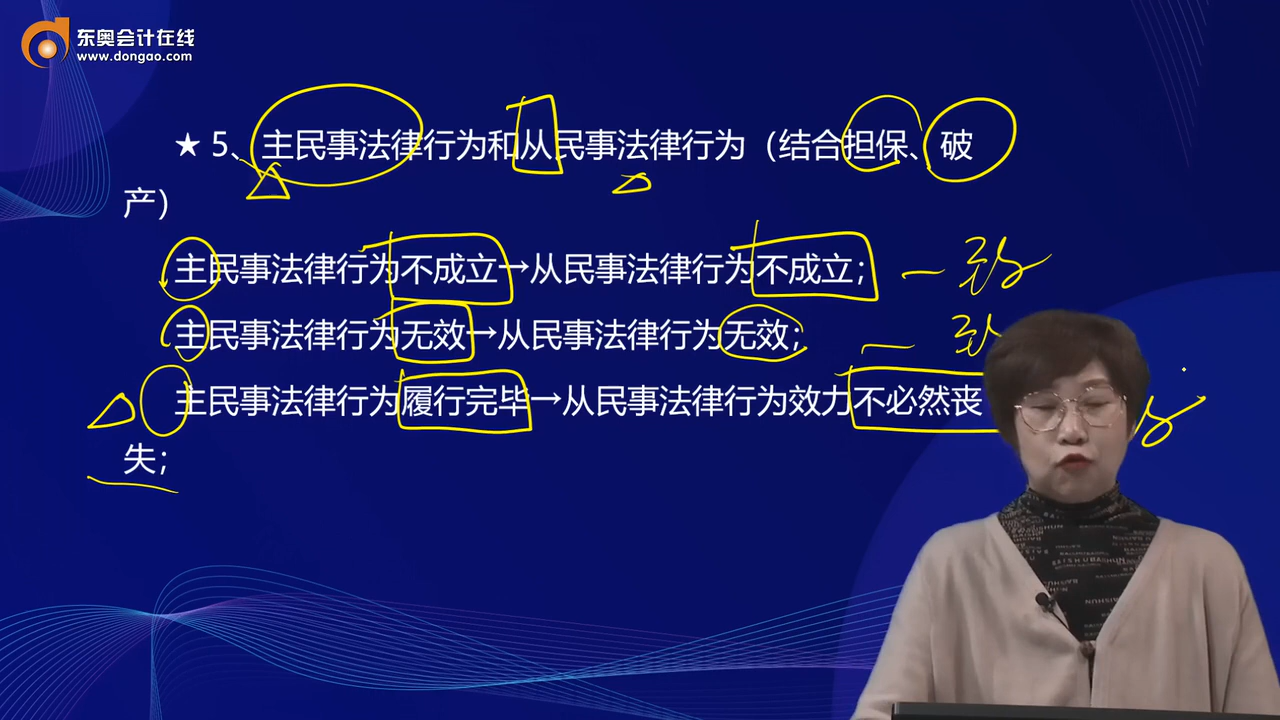 东奥会计在线
www.dongao.com
★ 5、主民事法律行为和从民事法律行为（结合担保、破
产）
主民事法律行为不成立→从民事法律行为不成立；一致
主民事法律行为无效→从民事法律行为无效；一致
主民事法律行为履行完毕→从民事法律行为效力不必然丧
失；